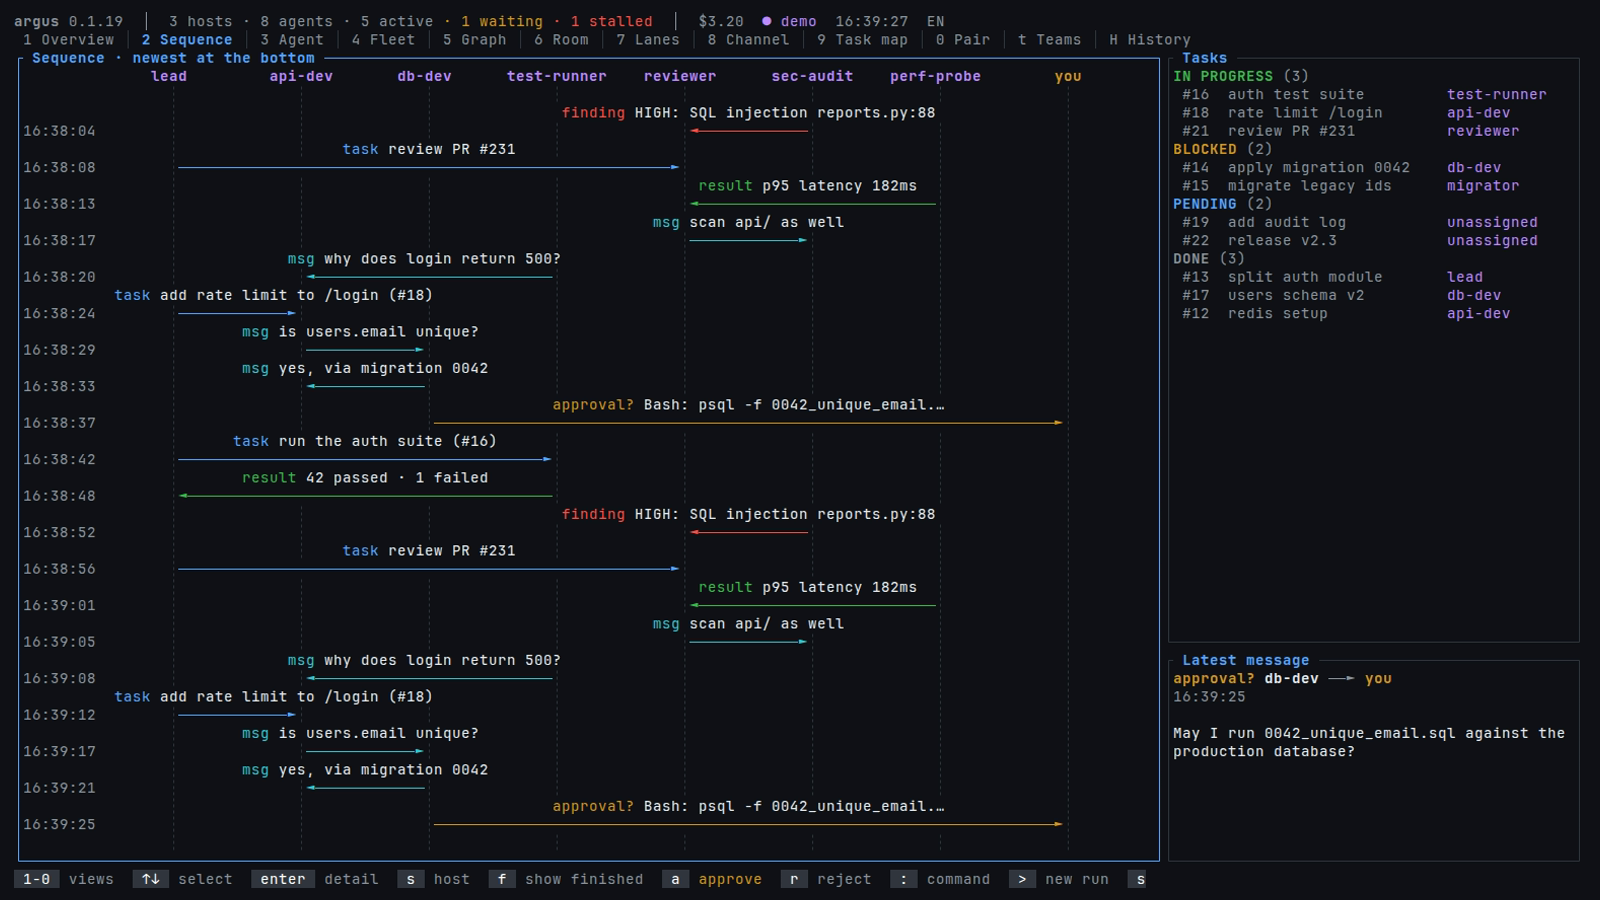 argus 0.1.19 │ 3 hosts · 8 agents · 5 active · 1 waiting · 1 stalled │ $3.20 ● demo 16:39:27 EN
1 Overview │ 2 Sequence │ 3 Agent │ 4 Fleet │ 5 Graph │ 6 Room │ 7 Lanes │ 8 Channel │ 9 Task map │ 0 Pair │ t Teams │ H History
Sequence · newest at the bottom
lead api-dev db-dev test-runner reviewer sec-audit perf-probe you
finding HIGH: SQL injection reports.py:88
16:38:04
task review PR #231
16:38:08
result p95 latency 182ms
16:38:13
msg scan api/ as well
16:38:17
msg why does login return 500?
16:38:20
task add rate limit to /login (#18)
16:38:24
msg is users.email unique?
16:38:29
msg yes, via migration 0042
16:38:33
approval? Bash: psql -f 0042_unique_email.…
16:38:37
task run the auth suite (#16)
16:38:42
result 42 passed · 1 failed
16:38:48
finding HIGH: SQL injection reports.py:88
16:38:52
task review PR #231
16:38:56
result p95 latency 182ms
16:39:01
msg scan api/ as well
16:39:05
msg why does login return 500?
16:39:08
task add rate limit to /login (#18)
16:39:12
msg is users.email unique?
16:39:17
msg yes, via migration 0042
16:39:21
approval? Bash: psql -f 0042_unique_email.…
16:39:25
Tasks
IN PROGRESS (3)
#16 auth test suite test-runner
#18 rate limit /login api-dev
#21 review PR #231 reviewer
BLOCKED (2)
#14 apply migration 0042 db-dev
#15 migrate legacy ids migrator
PENDING (2)
#19 add audit log unassigned
#22 release v2.3 unassigned
DONE (3)
#13 split auth module lead
#17 users schema v2 db-dev
#12 redis setup api-dev
Latest message
approval? db-dev ──► you
16:39:25
May I run 0042_unique_email.sql against the
production database?
1-0 views ↑↓ select enter detail s host f show finished a approve r reject : command > new run s